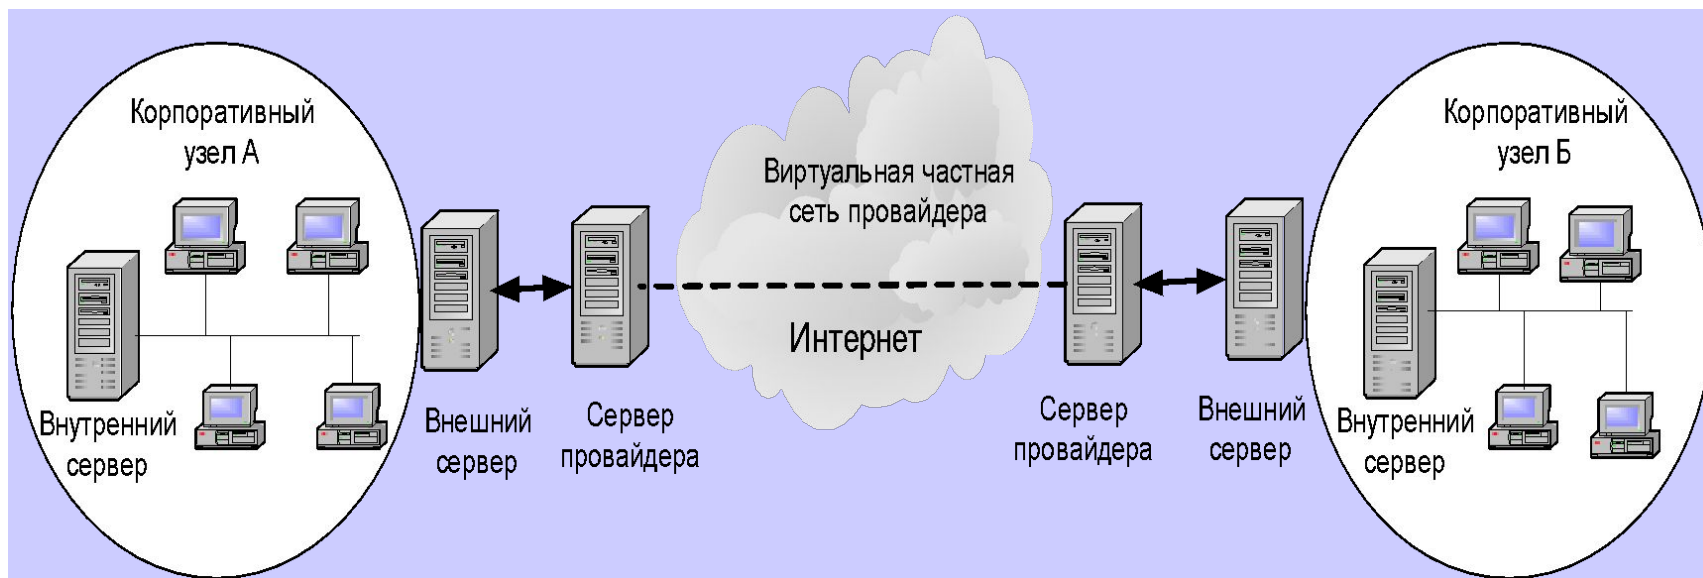 Корпоративный
узел А
Внутренний
сервер
Внешний
сервер
Сервер
провайдера
Виртуальная частная
сеть провайдера
Интернет
Сервер
провайдера
Внешний
сервер
Корпоративный
узел Б
Внутренний
сервер